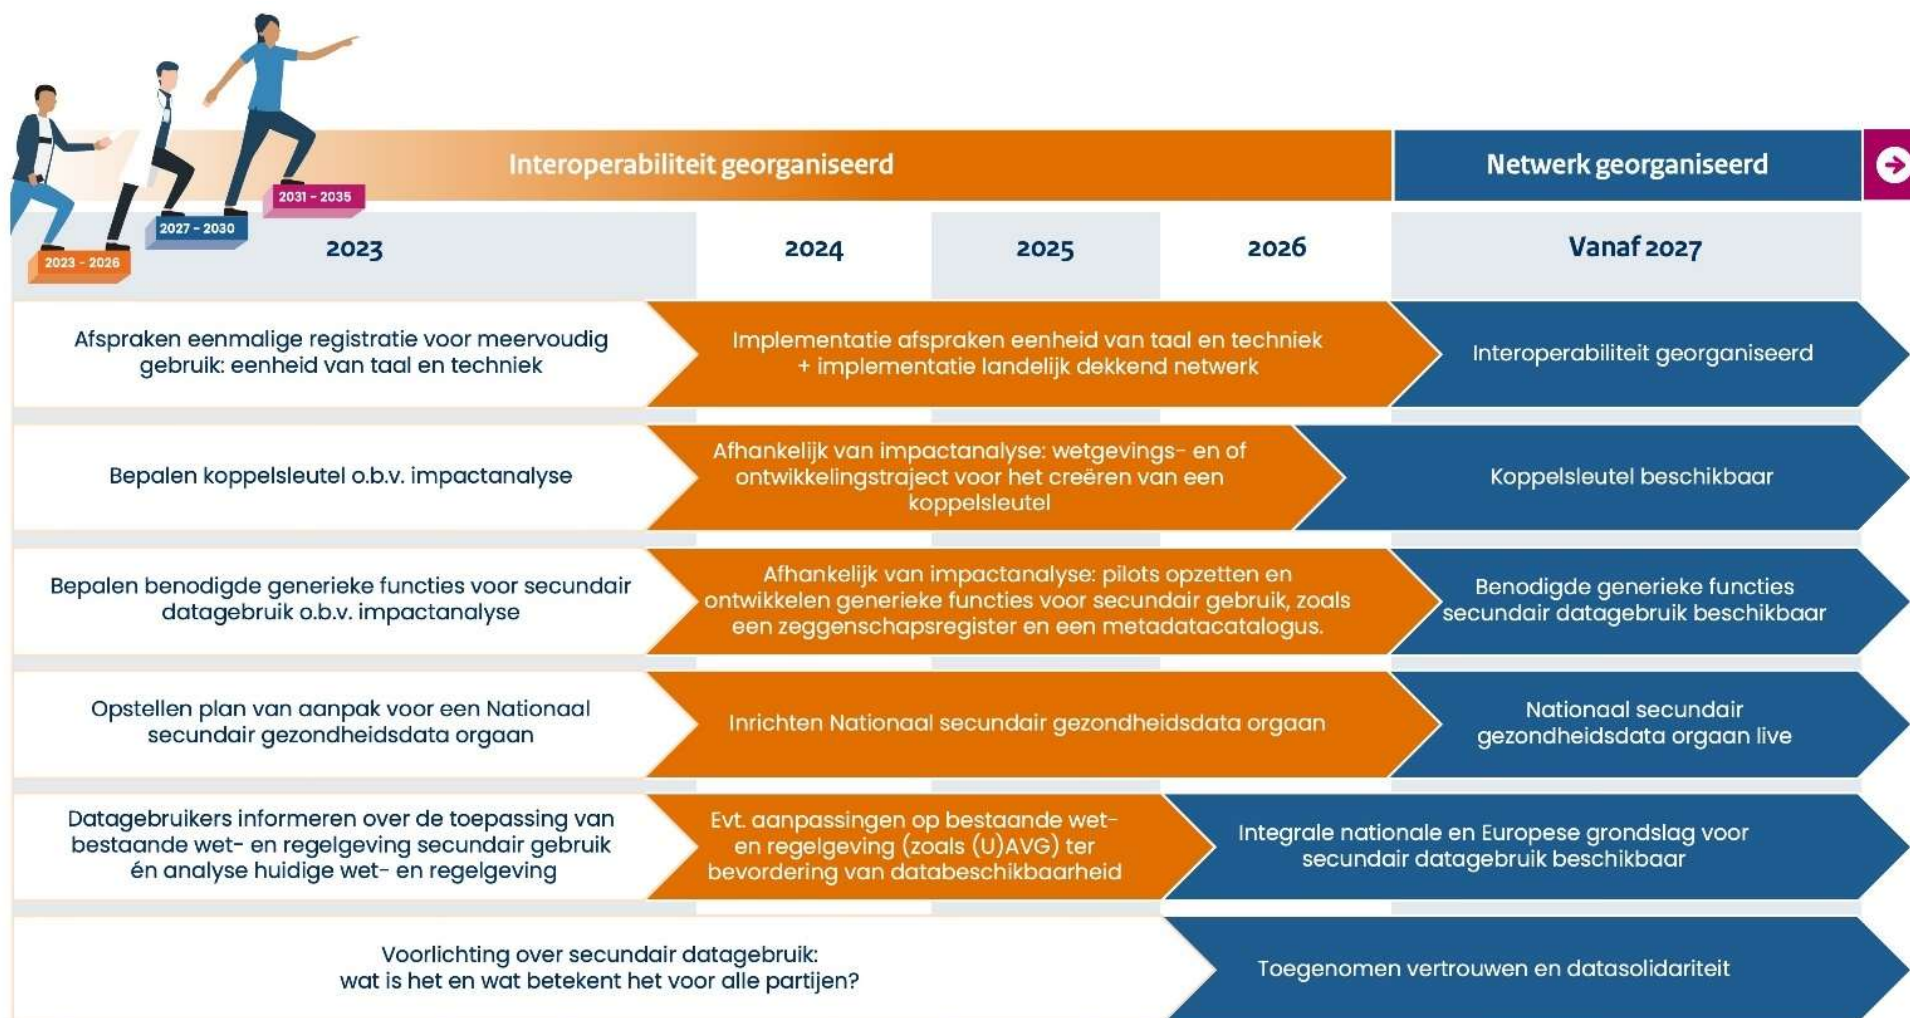 Interoperabiliteit georganiseerd
Netwerk georganiseerd
2031 - 2035
2027 - 2030
2023 - 2026
2023
2024
2025
2026
Vanaf 2027
Afspraken eenmalige registratie voor meervoudig
gebruik: eenheid van taal en techniek
Implementatie afspraken eenheid van taal en techniek
+ implementatie landelijk dekkend netwerk
Interoperabiliteit georganiseerd
Bepalen koppelsleutel o.b.v. impactanalyse
Afhankelijk van impactanalyse: wetgevings- en of
ontwikkelingstraject voor het creëren van een
koppelsleutel
Koppelsleutel beschikbaar
Bepalen benodigde generieke functies voor secundair
datagebruik o.b.v. impactanalyse
Afhankelijk van impactanalyse: pilots opzetten en
ontwikkelen generieke functies voor secundair gebruik, zoals
een zeggenschapsregister en een metadatacatalogus.
Benodigde generieke functies
secundair datagebruik beschikbaar
Opstellen plan van aanpak voor een Nationaal
secundair gezondheidsdata orgaan
Inrichten Nationaal secundair gezondheidsdata orgaan
Nationaal secundair
gezondheidsdata orgaan live
Datagebruikers informeren over de toepassing van
bestaande wet- en regelgeving secundair gebruik
én analyse huidige wet- en regelgeving
Evt. aanpassingen op bestaande wet-
en regelgeving (zoals (U)AVG) ter
bevordering van databeschikbaarheid
Integrale nationale en Europese grondslag voor
secundair datagebruik beschikbaar
Voorlichting over secundair datagebruik:
wat is het en wat betekent het voor alle partijen?
Toegenomen vertrouwen en datasolidariteit